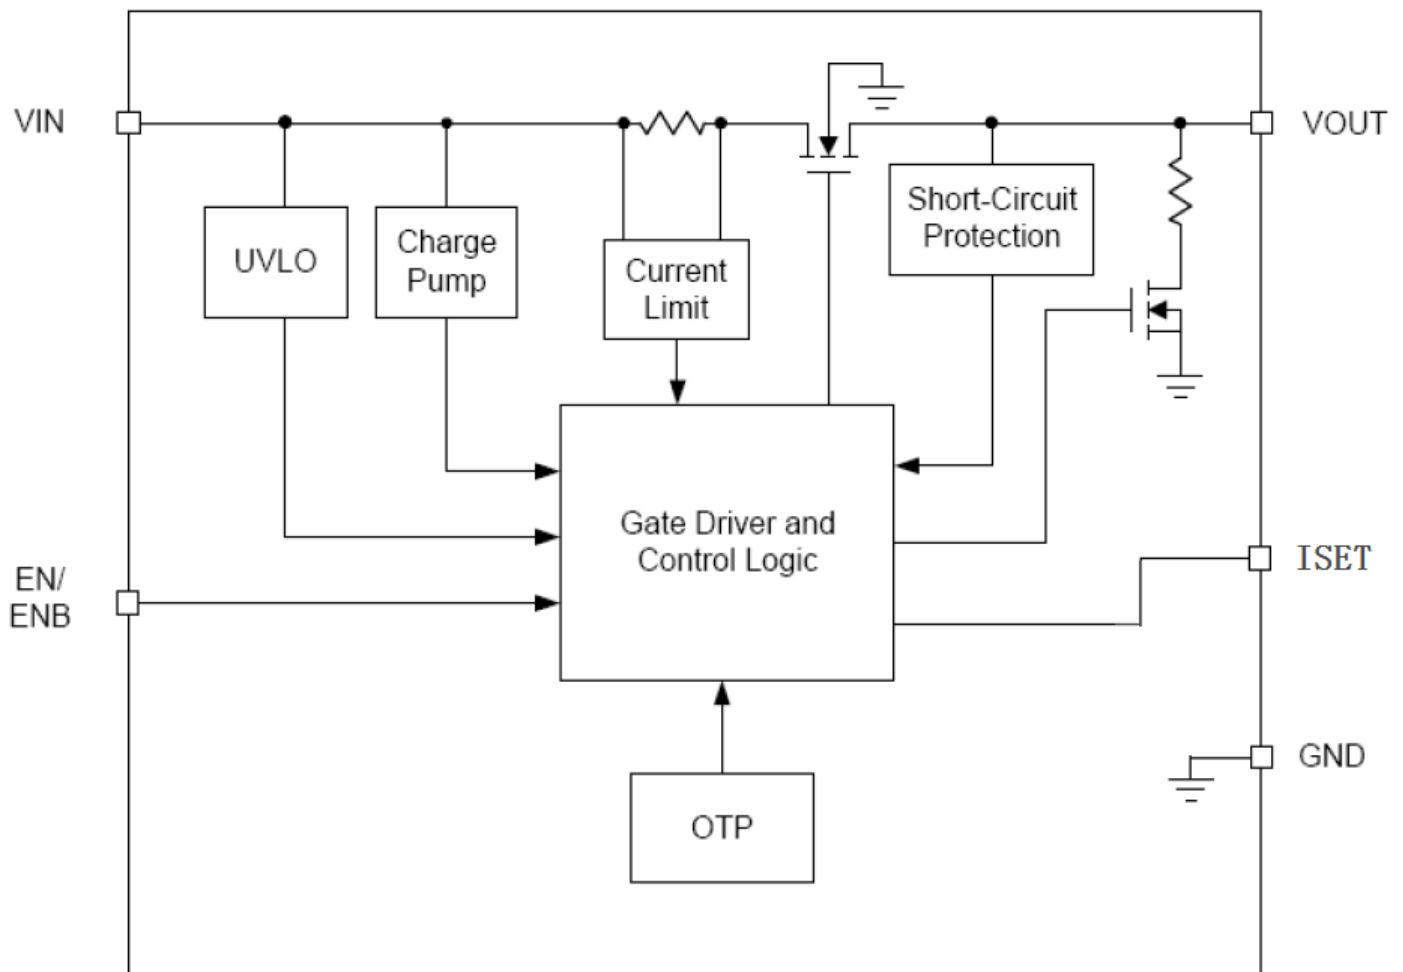 VIN
VOUT
Short-Circuit
Protection
UVLO
Charge
Pump
Current
Limit
Gate Driver and
Control Logic
EN/
ENB
ISET
GND
OTP